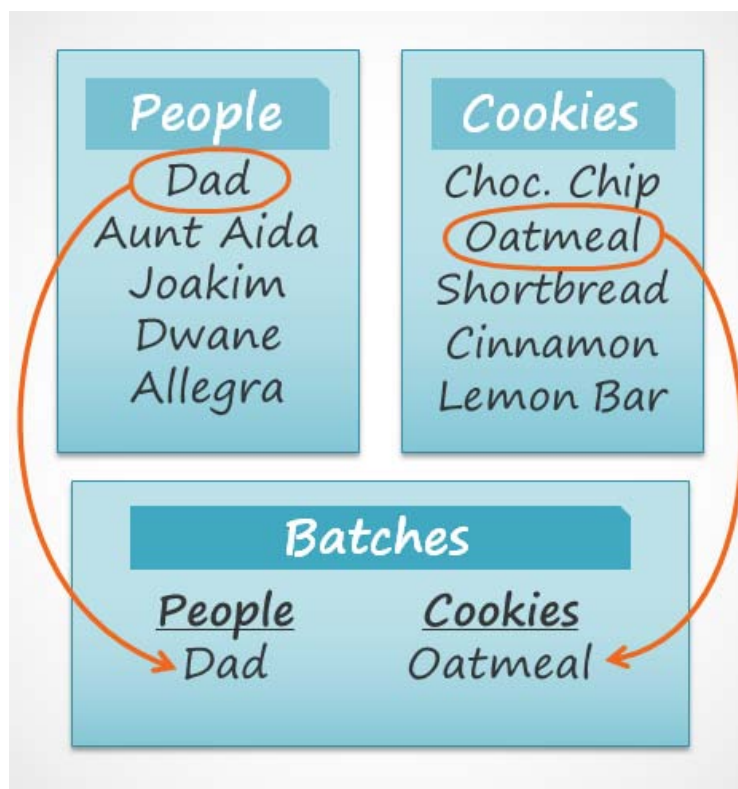 People
Dad
Aunt Aida
Joakim
Dwane
Allegra
Cookies
Choc. Chip
Oatmeal
Shortbread
Cinnamon
Lemon Bar
Batches
People Cookies
Dad Oatmeal